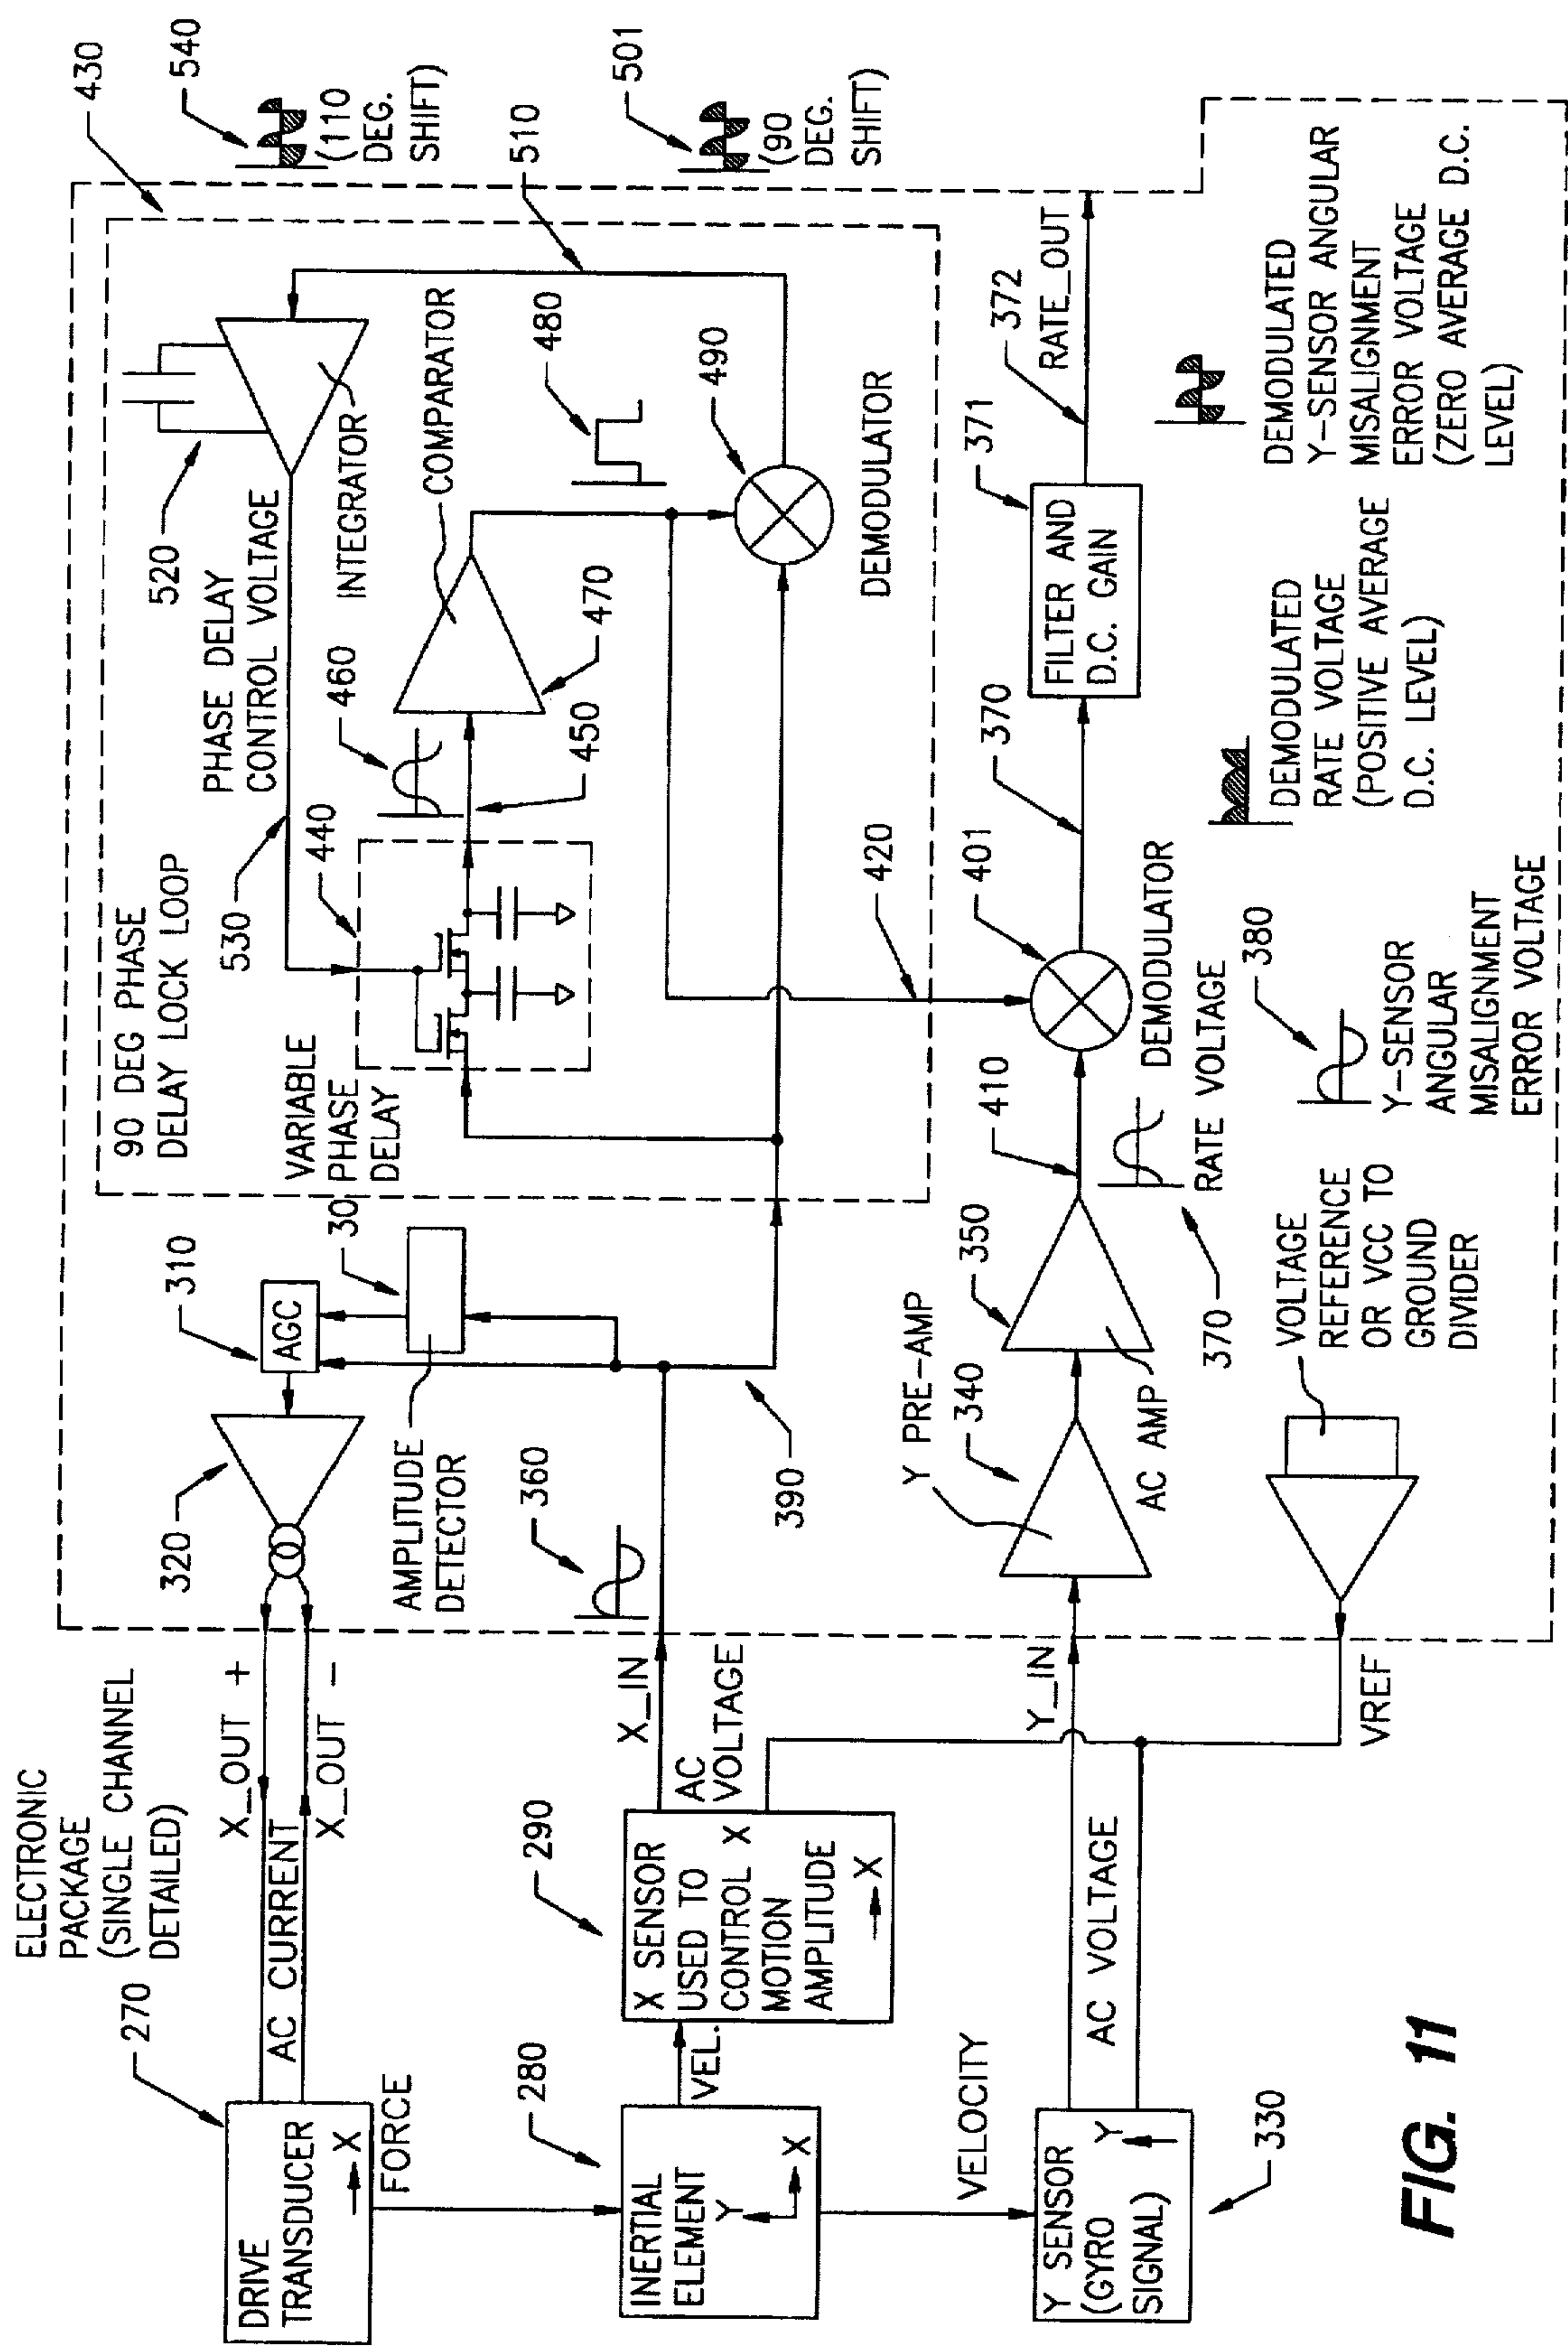 ELECTRONIC
PACKAGE
(SINGLE CHANNEL
DETAILED)
270
DRIVE
TRANSDUCER
X
AC CURRENT
X_OUT +
X_OUT −
FORCE
320
310
AGC
30
AMPLITUDE
DETECTOR
90 DEG PHASE
DELAY LOCK LOOP
430
530
PHASE DELAY
CONTROL VOLTAGE
520
INTEGRATOR
540
(110
DEG.
SHIFT)
501
(90
DEG.
SHIFT)
510
VARIABLE
PHASE
DELAY
440
460
450
COMPARATOR
470
480
490
DEMODULATOR
280
INERTIAL
ELEMENT
Y
X
VEL.
290
X SENSOR
USED TO
CONTROL X
MOTION
AMPLITUDE
X
X_IN
AC
VOLTAGE
360
390
420
VELOCITY
Y SENSOR
(GYRO
SIGNAL)
Y
330
AC VOLTAGE
Y_IN
Y PRE-AMP
340
350
AC AMP
410
401
DEMODULATOR
370
371
FILTER AND
D.C. GAIN
372
RATE_OUT
370
RATE VOLTAGE
VREF
VOLTAGE
REFERENCE
OR VCC TO
GROUND
DIVIDER
380
Y-SENSOR
ANGULAR
MISALIGNMENT
ERROR VOLTAGE
DEMODULATED
RATE VOLTAGE
(POSITIVE AVERAGE
D.C. LEVEL)
DEMODULATED
Y-SENSOR ANGULAR
MISALIGNMENT
ERROR VOLTAGE
(ZERO AVERAGE D.C.
LEVEL)
FIG. 11